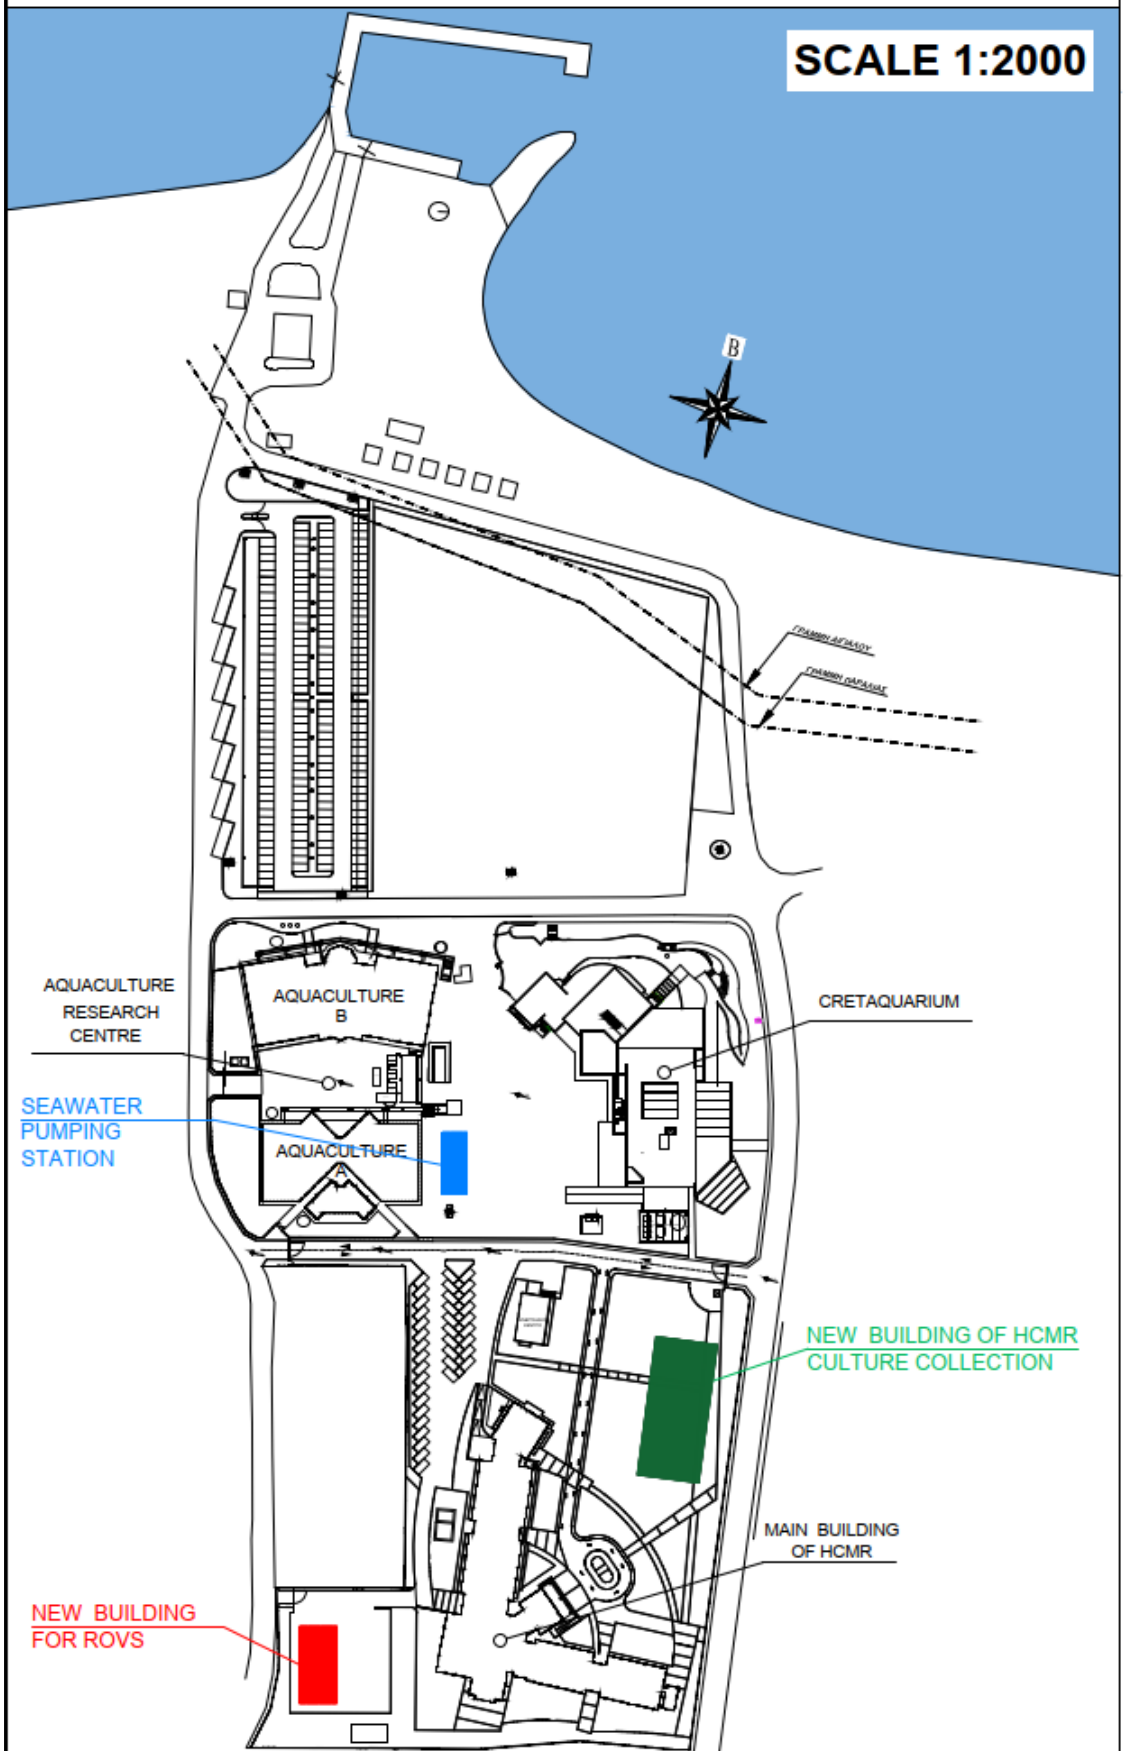 SCALE 1:2000
B
ΓΡΑΜΜΗ ΑΙΓΙΑΛΟΥ
ΓΡΑΜΜΗ ΠΑΡΑΛΙΑΣ
AQUACULTURE
RESEARCH
CENTRE
AQUACULTURE
B
CRETAQUARIUM
SEAWATER
PUMPING
STATION
AQUACULTURE
A
NEW BUILDING OF HCMR
CULTURE COLLECTION
MAIN BUILDING
OF HCMR
NEW BUILDING
FOR ROVS